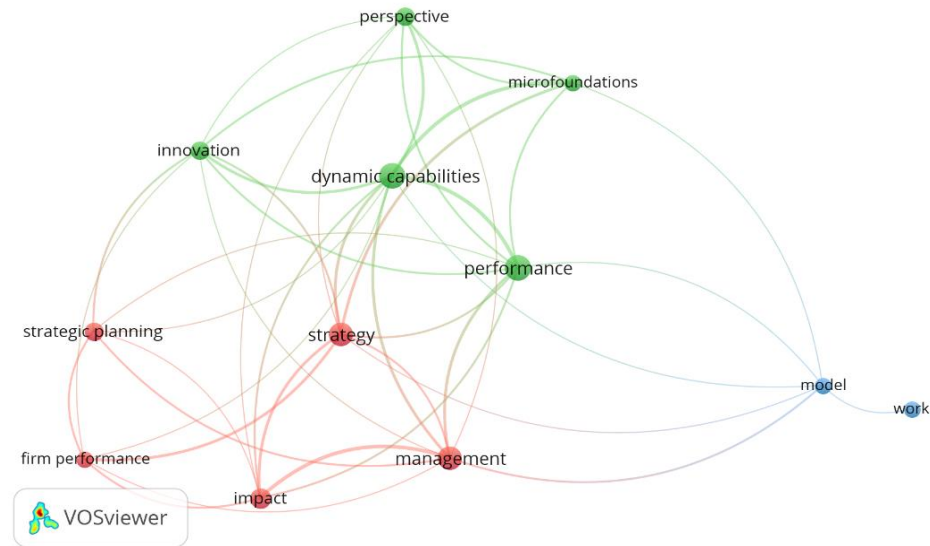 perspective
microfoundations
innovation
dynamic capabilities
performance
strategic planning
strategy
model
work
firm performance
management
impact
VOSviewer